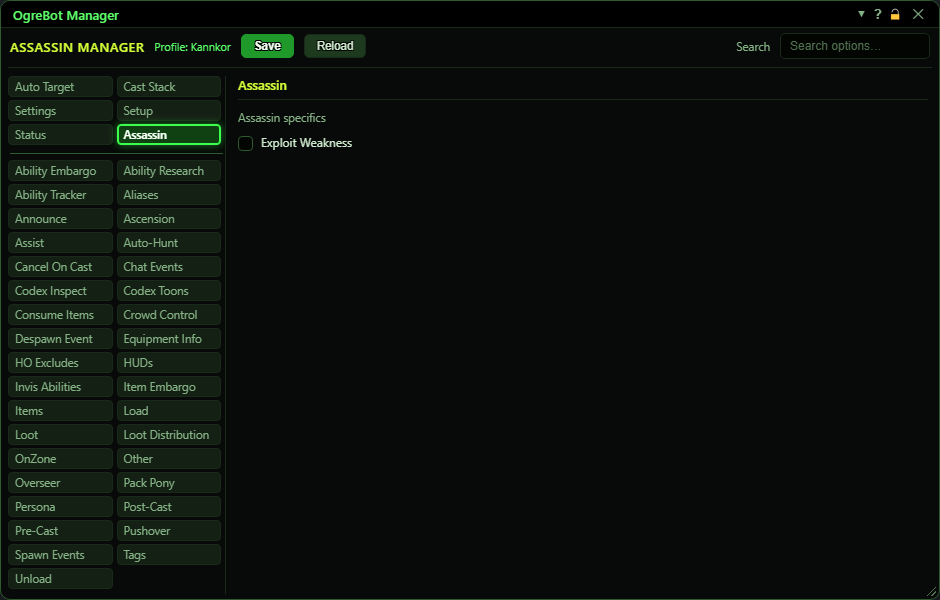 OgreBot Manager
ASSASSIN MANAGER Profile: Kannkor Save Reload Search Search options...
Auto Target Cast Stack
Settings Setup
Status Assassin
Ability Embargo Ability Research
Ability Tracker Aliases
Announce Ascension
Assist Auto-Hunt
Cancel On Cast Chat Events
Codex Inspect Codex Toons
Consume Items Crowd Control
Despawn Event Equipment Info
HO Excludes HUDs
Invis Abilities Item Embargo
Items Load
Loot Loot Distribution
OnZone Other
Overseer Pack Pony
Persona Post-Cast
Pre-Cast Pushover
Spawn Events Tags
Unload
Assassin
Assassin specifics
Exploit Weakness